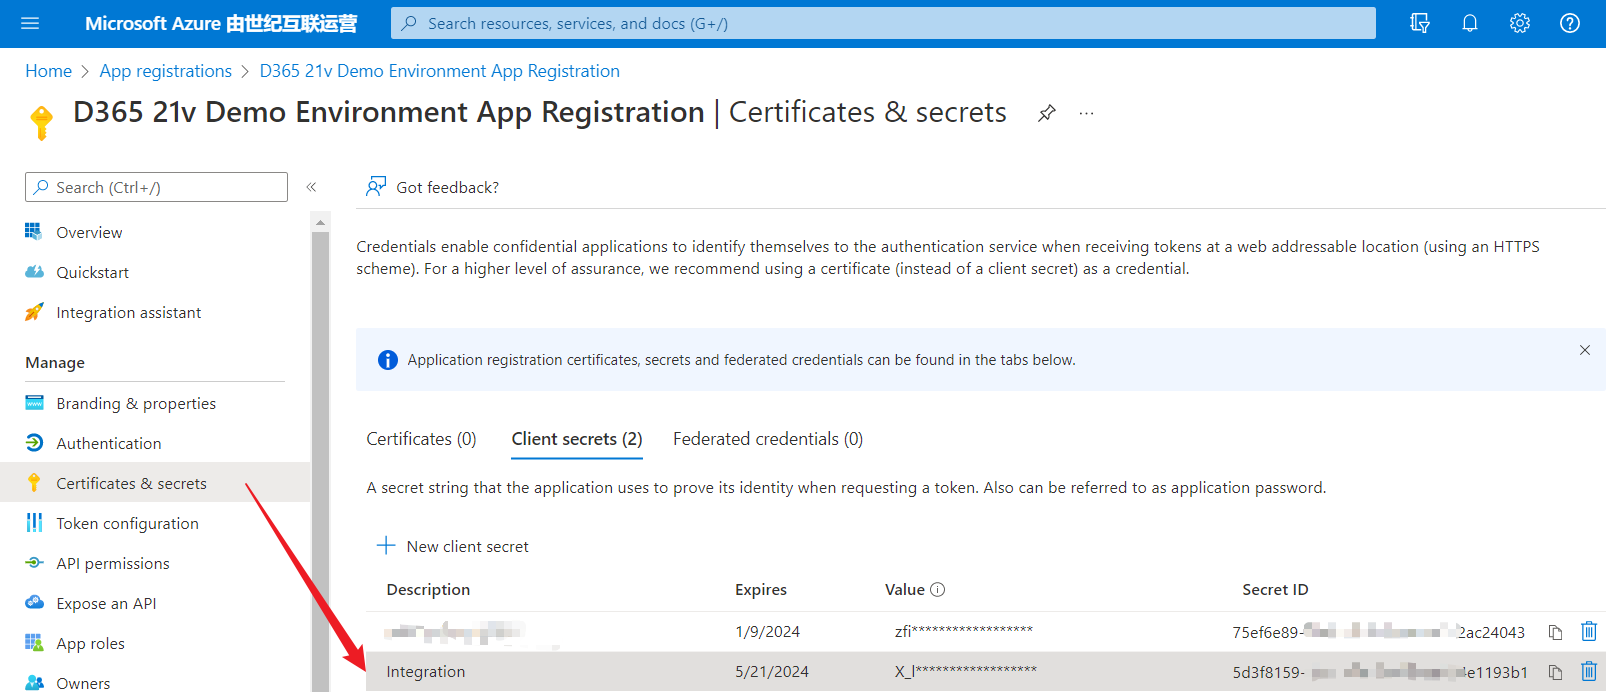 Microsoft Azure 由世纪互联运营
Search resources, services, and docs (G+/)
Home > App registrations > D365 21v Demo Environment App Registration
D365 21v Demo Environment App Registration | Certificates & secrets
Search (Ctrl+/)
Got feedback?
Overview
Quickstart
Integration assistant
Manage
Branding & properties
Authentication
Certificates & secrets
Token configuration
API permissions
Expose an API
App roles
Owners
Credentials enable confidential applications to identify themselves to the authentication service when receiving tokens at a web addressable location (using an HTTPS
scheme). For a higher level of assurance, we recommend using a certificate (instead of a client secret) as a credential.
Application registration certificates, secrets and federated credentials can be found in the tabs below.
Certificates (0) Client secrets (2) Federated credentials (0)
A secret string that the application uses to prove its identity when requesting a token. Also can be referred to as application password.
New client secret
Description Expires Value Secret ID
1/9/2024 zfi****************** 75ef6e89- 2ac24043
Integration 5/21/2024 X_l****************** 5d3f8159- e1193b1